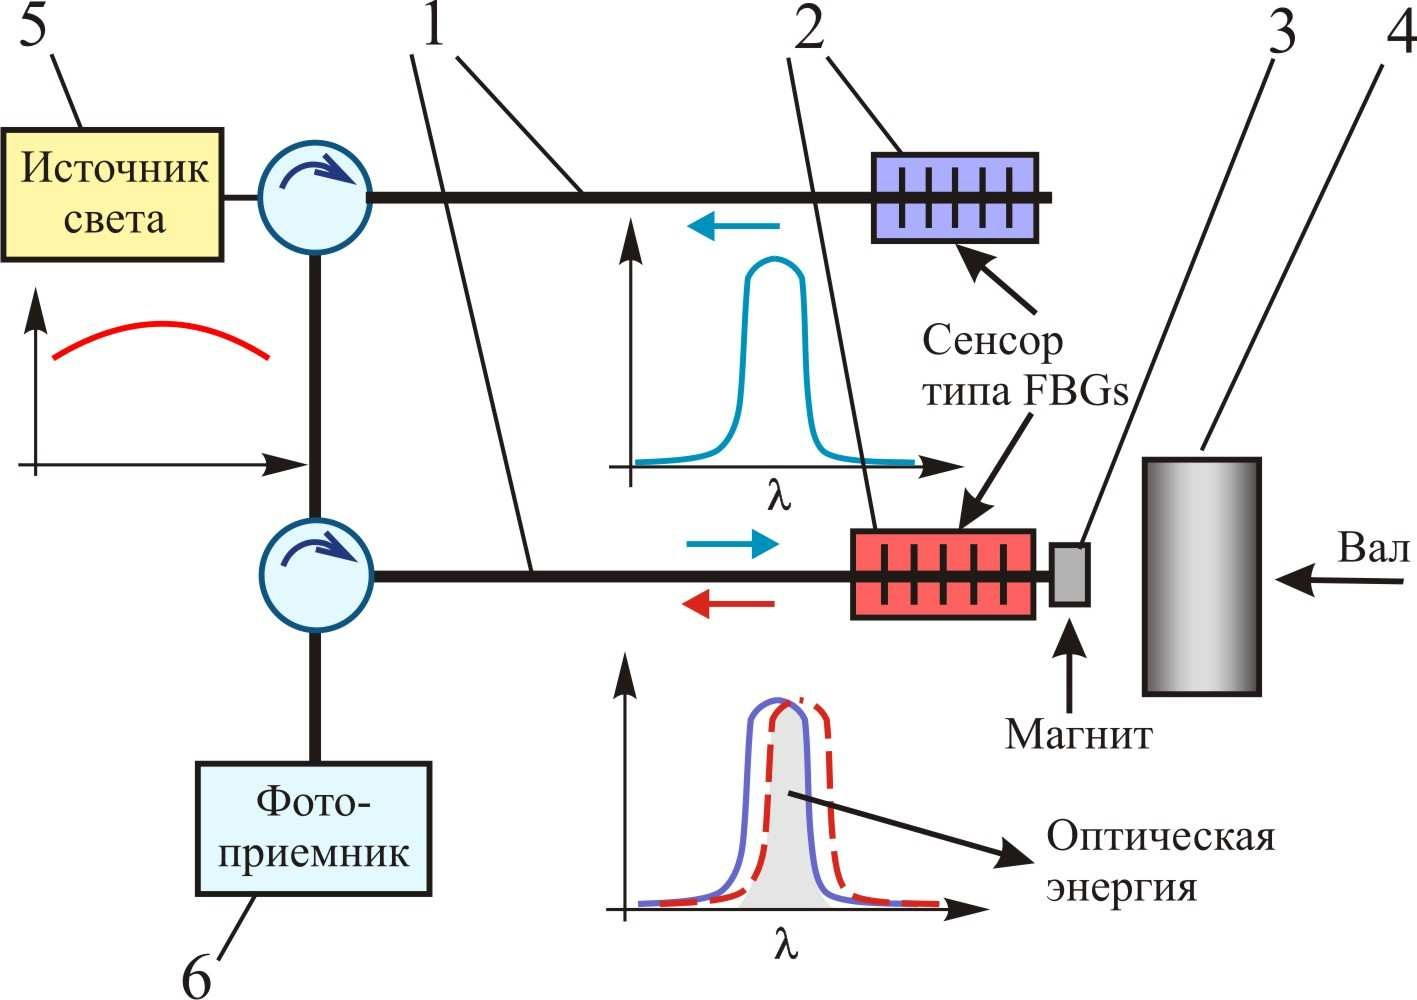 5
1
2
3
4
Источник
света
Сенсор
типа FBGs
λ
Вал
Магнит
Фото-
приемник
Оптическая
энергия
λ
6